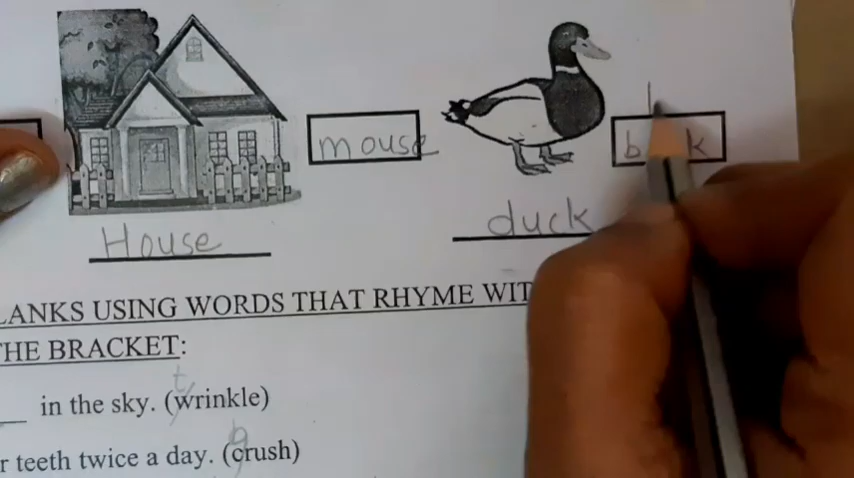 mouse
House
duck
LANKS USING WORDS THAT RHYME WIT
THE BRACKET:
in the sky. (wrinkle)
t
r teeth twice a day. (crush)
b